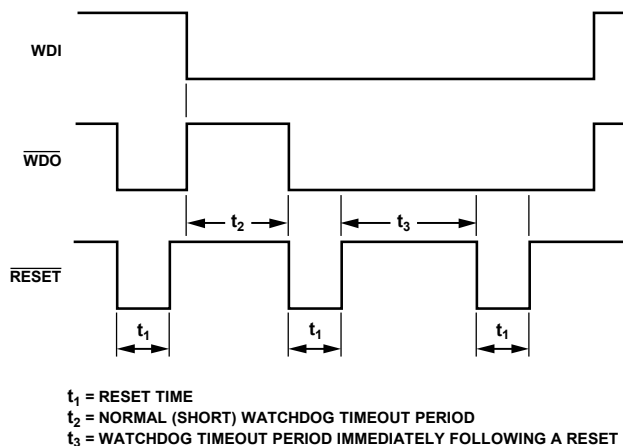 WDI
WDO
t2
t3
RESET
t1
t1
t1
t1 = RESET TIME
t2 = NORMAL (SHORT) WATCHDOG TIMEOUT PERIOD
t3 = WATCHDOG TIMEOUT PERIOD IMMEDIATELY FOLLOWING A RESET